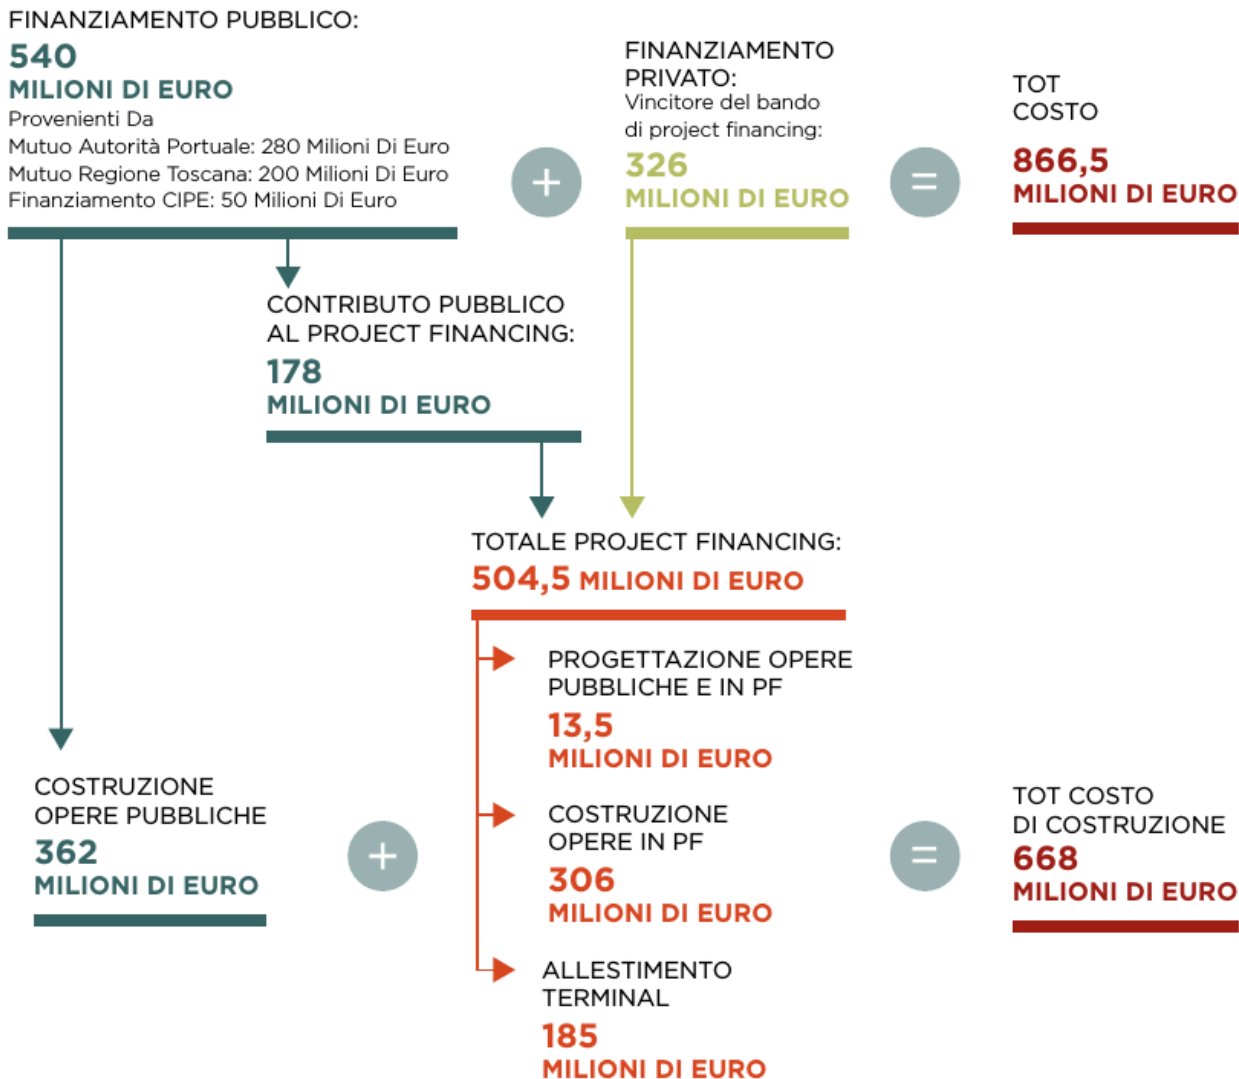 FINANZIAMENTO PUBBLICO:
540
MILIONI DI EURO
Provenienti Da
Mutuo Autorità Portuale: 280 Milioni Di Euro
Mutuo Regione Toscana: 200 Milioni Di Euro
Finanziamento CIPE: 50 Milioni Di Euro
+
FINANZIAMENTO
PRIVATO:
Vincitore del bando
di project financing:
326
MILIONI DI EURO
=
TOT
COSTO
866,5
MILIONI DI EURO
CONTRIBUTO PUBBLICO
AL PROJECT FINANCING:
178
MILIONI DI EURO
TOTALE PROJECT FINANCING:
504,5 MILIONI DI EURO
PROGETTAZIONE OPERE
PUBBLICHE E IN PF
13,5
MILIONI DI EURO
COSTRUZIONE
OPERE PUBBLICHE
362
MILIONI DI EURO
+
COSTRUZIONE
OPERE IN PF
306
MILIONI DI EURO
=
TOT COSTO
DI COSTRUZIONE
668
MILIONI DI EURO
ALLESTIMENTO
TERMINAL
185
MILIONI DI EURO